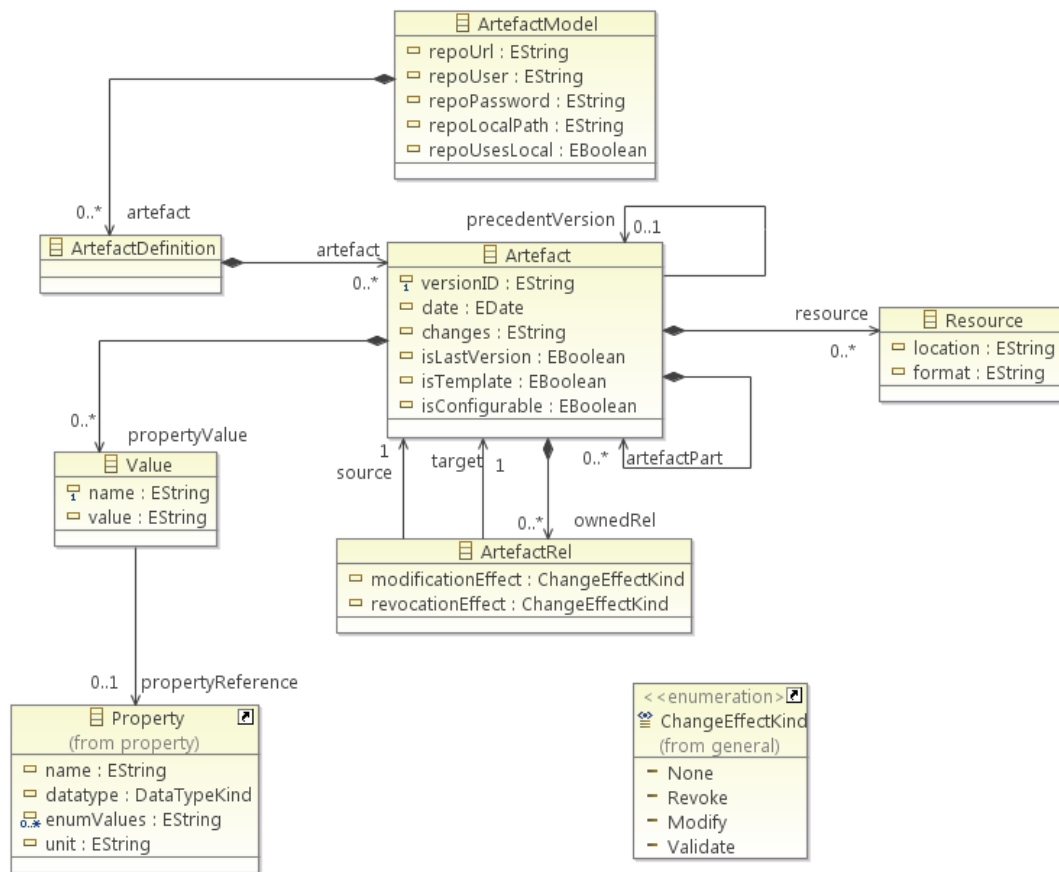 ArtefactModel
repoUrl : EString
repoUser : EString
repoPassword : EString
repoLocalPath : EString
repoUsesLocal : EBoolean
0..* artefact
precedentVersion
0..1
ArtefactDefinition
artefact
0..*
Artefact
1
versionID : EString
date : EDate
changes : EString
isLastVersion : EBoolean
isTemplate : EBoolean
isConfigurable : EBoolean
resource
0..*
Resource
location : EString
format : EString
0..*
propertyValue
1
source
target
1
0..* artefactPart
Value
1
name : EString
value : EString
0..* ownedRel
ArtefactRel
modificationEffect : ChangeEffectKind
revocationEffect : ChangeEffectKind
0..1 propertyReference
Property
(from property)
name : EString
datatype : DataTypeKind
0..*
enumValues : EString
unit : EString
<<enumeration>>
ChangeEffectKind
(from general)
None
Revoke
Modify
Validate